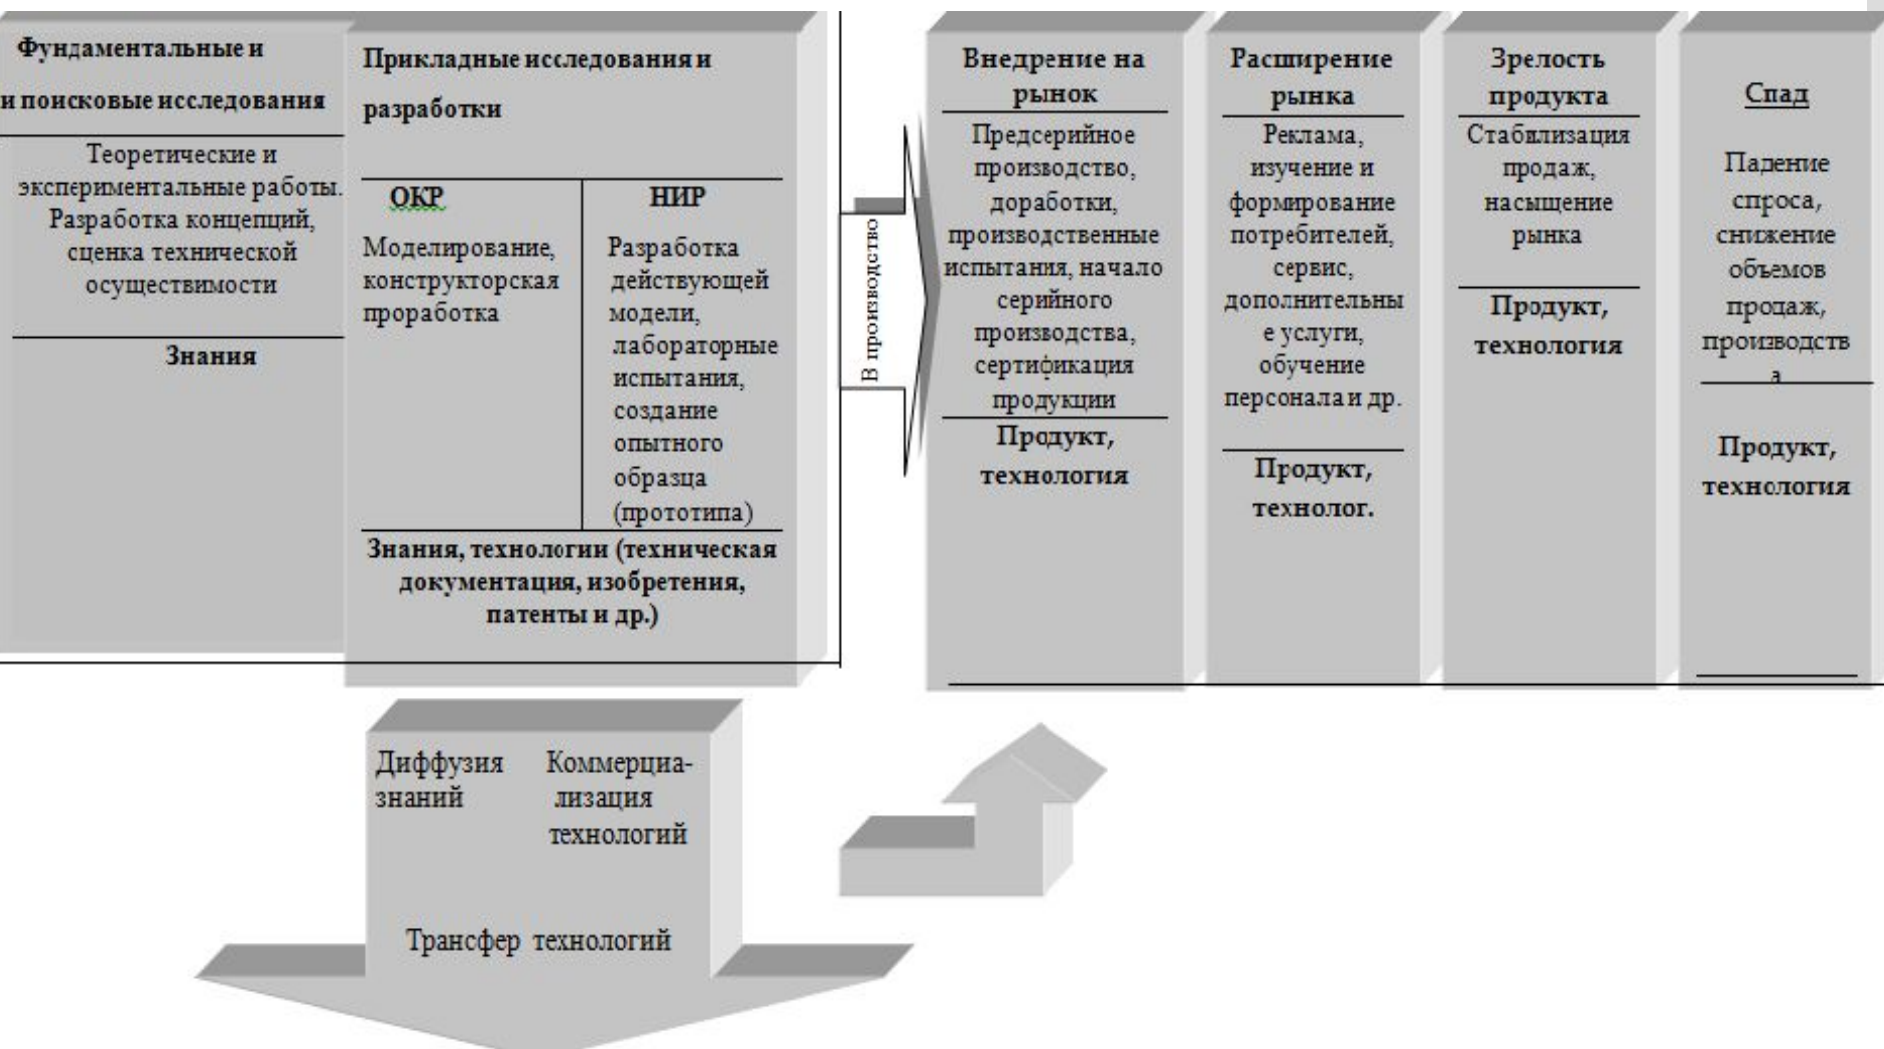 Фундаментальные и
и поисковые исследования
Теоретические и
экспериментальные работы.
Разработка концепций,
сценка технической
осуществимости
Знания
Прикладные исследования и
разработки
ОКР
Моделирование,
конструкторская
проработка
НИР
Разработка
действующей
модели,
лабораторные
испытания,
создание
опытного
образца
(прототипа)
Знания, технологии (техническая
документация, изобретения,
патенты и др.)
В производство
Внедрение на
рынок
Предсерийное
производство,
доработки,
производственные
испытания, начало
серийного
производства,
сертификация
продукции
Продукт,
технология
Расширение
рынка
Реклама,
изучение и
формирование
потребителей,
сервис,
дополнительны
е услуги,
обучение
персонала и др.
Продукт,
технолог.
Зрелость
продукта
Стабилизация
продаж,
насыщение
рынка
Продукт,
технология
Спад
Падение
спроса,
снижение
объемов
продаж,
производств
а
Продукт,
технология
Диффузия
знаний
Коммерциа-
лизация
технологий
Трансфер технологий